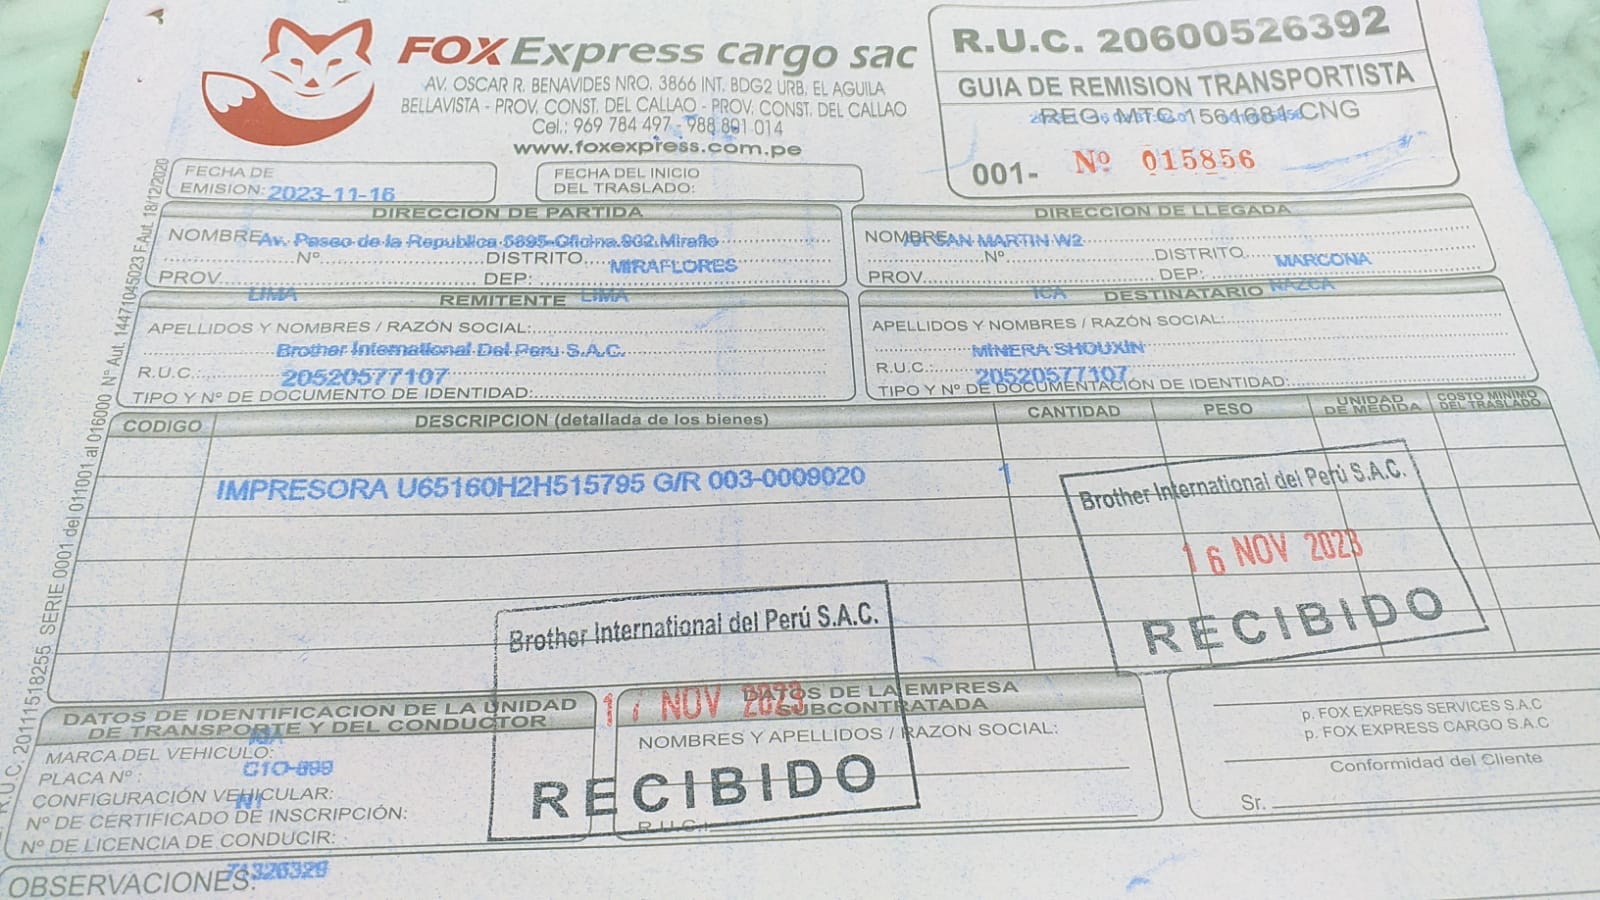 FOX Express cargo sac
AV. OSCAR R. BENAVIDES NRO. 3866 INT. BDG2 URB. EL AGUILA
BELLAVISTA - PROV. CONST. DEL CALLAO - PROV. CONST. DEL CALLAO
Cel.: 969 784 497 - 988 801 014
www.foxexpress.com.pe
R.U.C. 20600526392
GUIA DE REMISION TRANSPORTISTA
REG. MTC 1561681 CNG
001- Nº 015856
FECHA DE
EMISION: 2023-11-16
FECHA DEL INICIO
DEL TRASLADO:
DIRECCION DE PARTIDA
NOMBRE Av. Paseo de la Republica 5895 Oficina 902 Miraflo
Nº DISTRITO MIRAFLORES
PROV. DEP:
LIMA LIMA
DIRECCION DE LLEGADA
NOMBRE SAN MARTIN W2
Nº DISTRITO MARCONA
PROV. DEP:
ICA NAZCA
REMITENTE
APELLIDOS Y NOMBRES / RAZÓN SOCIAL:
Brother International Del Peru S.A.C.
R.U.C.: 20520577107
TIPO Y Nº DE DOCUMENTO DE IDENTIDAD:
DESTINATARIO
APELLIDOS Y NOMBRES / RAZÓN SOCIAL:
MINERA SHOUXIN
R.U.C.: 20520577107
TIPO Y Nº DE DOCUMENTACIÓN DE IDENTIDAD:
CODIGO DESCRIPCION (detallada de los bienes) CANTIDAD PESO UNIDAD DE MEDIDA COSTO MINIMO DEL TRASLADO
IMPRESORA U65160H2H515795 G/R 003-0009020 1
Brother International del Perú S.A.C.
16 NOV 2023
RECIBIDO
Brother International del Perú S.A.C.
17 NOV 2023
RECIBIDO
DATOS DE IDENTIFICACION DE LA UNIDAD
DE TRANSPORTE Y DEL CONDUCTOR
MARCA DEL VEHICULO: KIA
PLACA Nº : C1O-899
CONFIGURACIÓN VEHICULAR:
N1
Nº DE CERTIFICADO DE INSCRIPCIÓN:
Nº DE LICENCIA DE CONDUCIR:
OBSERVACIONES:
DATOS DE LA EMPRESA
SUBCONTRATADA
NOMBRES Y APELLIDOS / RAZON SOCIAL:
R.U.C.:
p. FOX EXPRESS SERVICES S.A.C
p. FOX EXPRESS CARGO S.A.C
Conformidad del Cliente
Sr.
R.U.C. 20111518255 SERIE 0001 del 011001 al 016000 Nº Aut. 14471045023 F.Aut. 18/12/2020